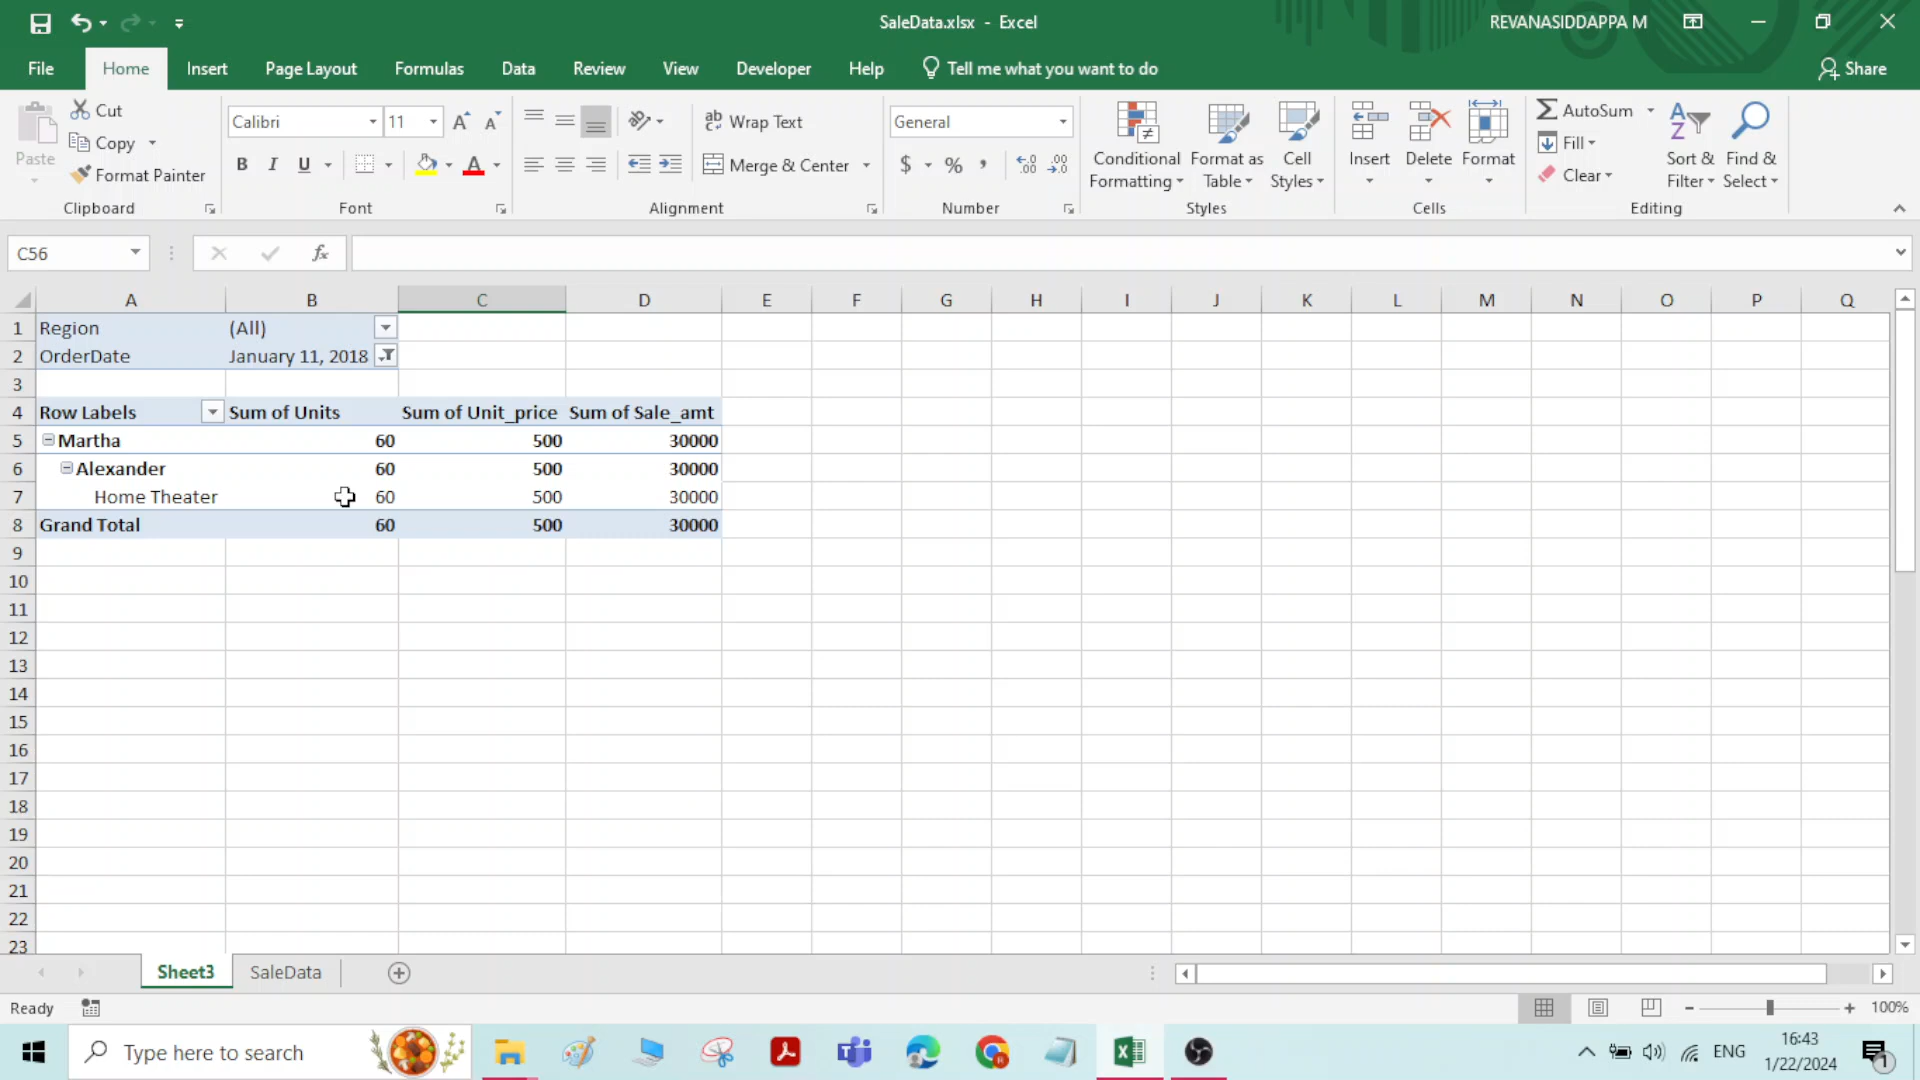 SaleData.xlsx - Excel
REVANASIDDAPPA M
File Home Insert Page Layout Formulas Data Review View Developer Help Tell me what you want to do Share
Paste
Cut
Copy
Format Painter
Clipboard
Calibri 11
B I U A
Font
Wrap Text
Merge & Center
Alignment
General
$ % ,
Number
Conditional Formatting
Format as Table
Cell Styles
Styles
Insert Delete Format
Cells
AutoSum
Fill
Clear
Sort & Filter
Find & Select
Editing
C56 fx
A B C D E F G H I J K L M N O P Q
1 Region (All)
2 OrderDate January 11, 2018
3
4 Row Labels Sum of Units Sum of Unit_price Sum of Sale_amt
5 Martha 60 500 30000
6 Alexander 60 500 30000
7 Home Theater 60 500 30000
8 Grand Total 60 500 30000
9
10
11
12
13
14
15
16
17
18
19
20
21
22
23
Sheet3 SaleData
Ready 100%
Type here to search
ENG
16:43
1/22/2024
1